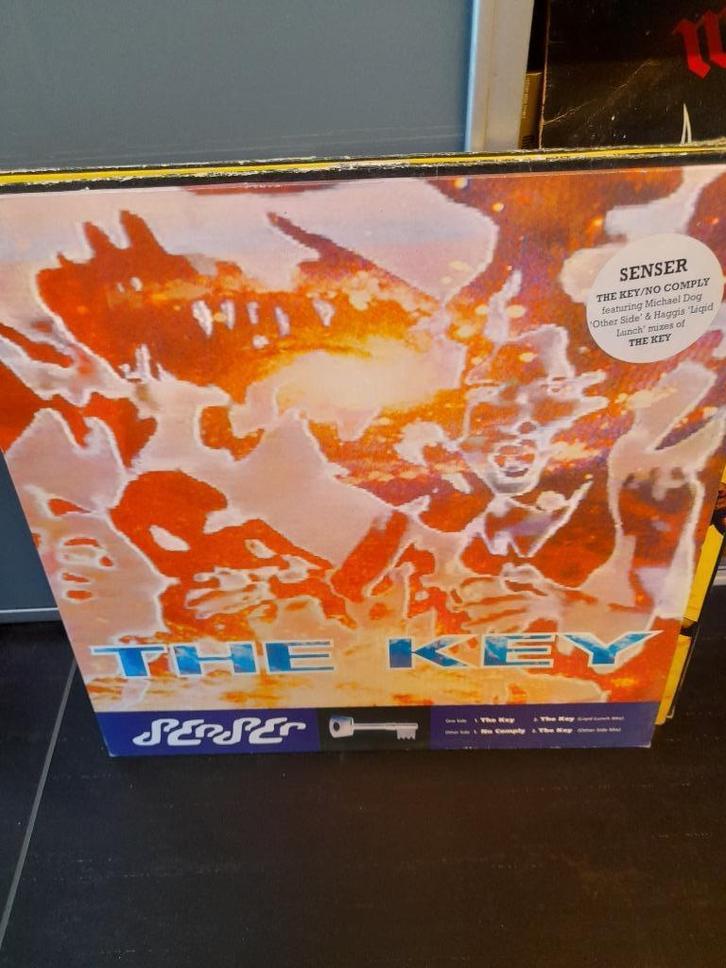 SENSER
THE KEY/NO COMPLY
featuring Michael Dog
'Other Side' & Haggis 'Liqid
Lunch' mixes of
THE KEY
THE KEY
SENSER
One Side 1. The Key 2. The Key (Liqid Lunch Mix)
Other Side 1. No Comply 2. The Key (Other Side Mix)